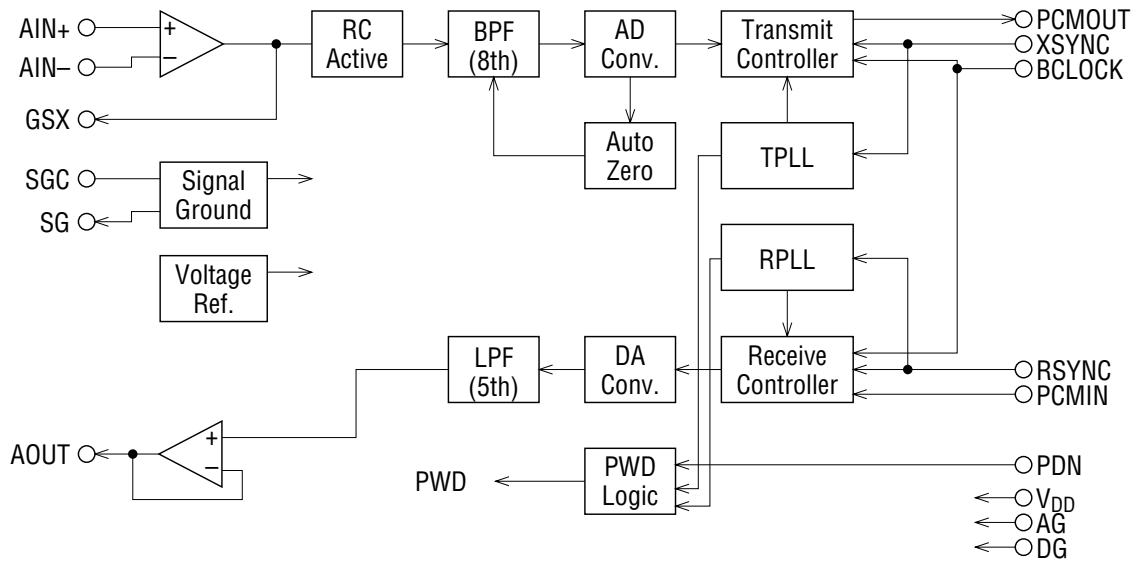 AIN+
AIN–
GSX
SGC
SG
+
–
RC
Active
BPF
(8th)
AD
Conv.
Auto
Zero
Transmit
Controller
TPLL
PCMOUT
XSYNC
BCLOCK
Signal
Ground
Voltage
Ref.
RPLL
LPF
(5th)
DA
Conv.
Receive
Controller
RSYNC
PCMIN
AOUT
+
–
PWD
PWD
Logic
PDN
VDD
AG
DG